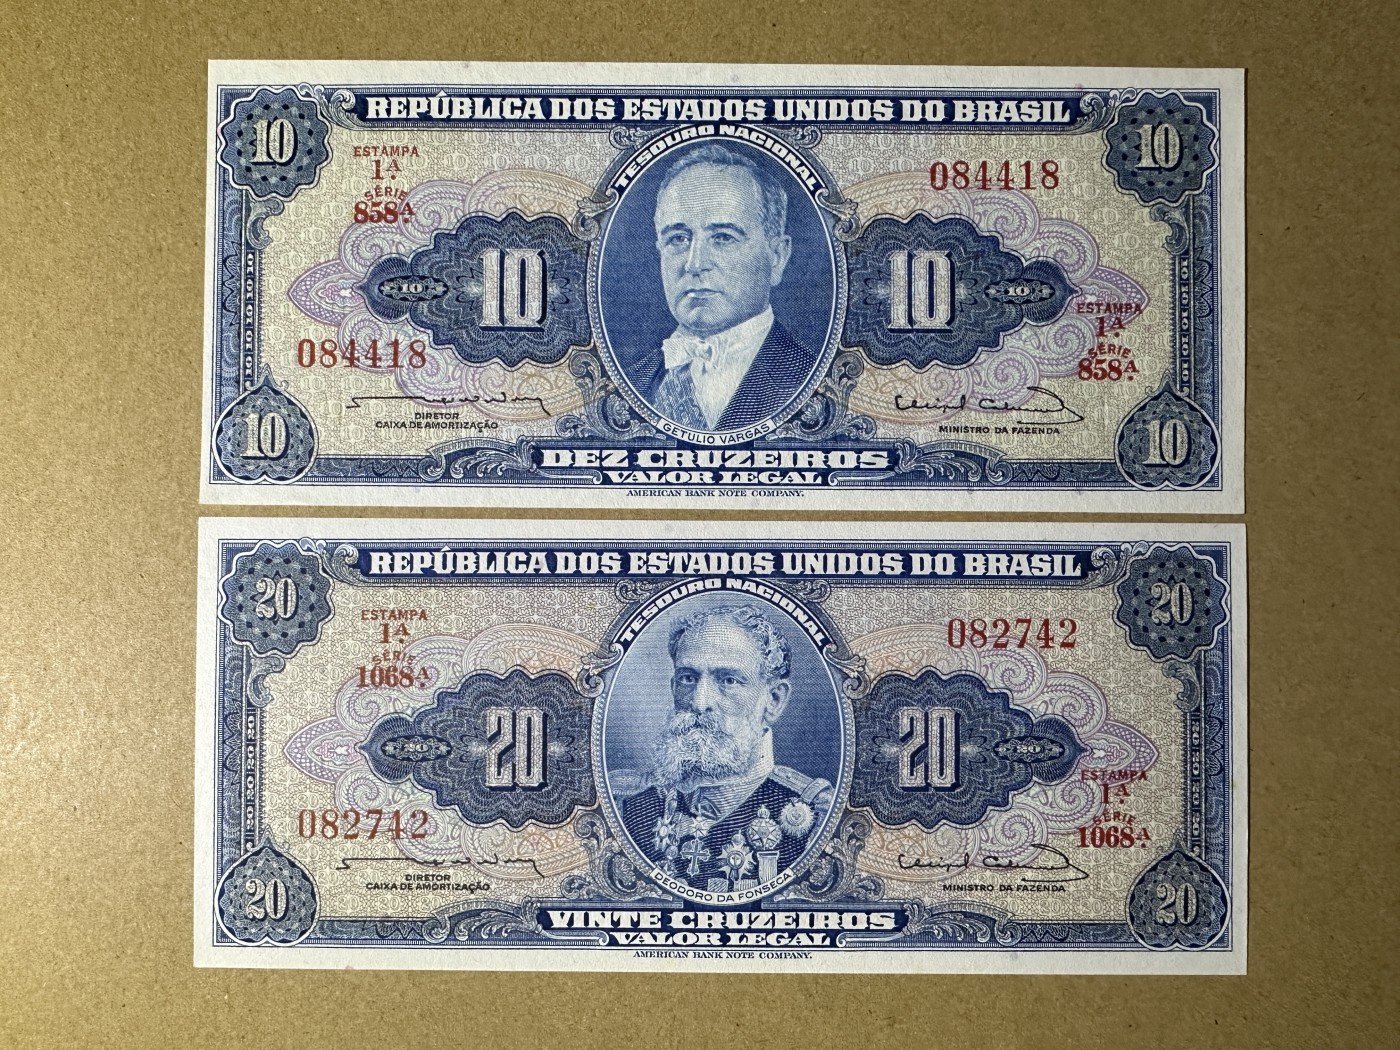 REPÚBLICA DOS ESTADOS UNIDOS DO BRASIL
TESOURO NACIONAL
10
10
ESTAMPA
1A.
SÉRIE
858A.
084418
10
10
10
10
ESTAMPA
1A.
SÉRIE
858A.
084418
DIRETOR
CAIXA DE AMORTIZAÇÃO
MINISTRO DA FAZENDA
GETULIO VARGAS
10
10
DEZ CRUZEIROS
VALOR LEGAL
AMERICAN BANK NOTE COMPANY.
REPÚBLICA DOS ESTADOS UNIDOS DO BRASIL
TESOURO NACIONAL
20
20
ESTAMPA
1A.
SÉRIE
1068A.
082742
20
20
20
20
ESTAMPA
1A.
SÉRIE
1068A.
082742
DIRETOR
CAIXA DE AMORTIZAÇÃO
MINISTRO DA FAZENDA
DEODORO DA FONSECA
20
20
VINTE CRUZEIROS
VALOR LEGAL
AMERICAN BANK NOTE COMPANY.